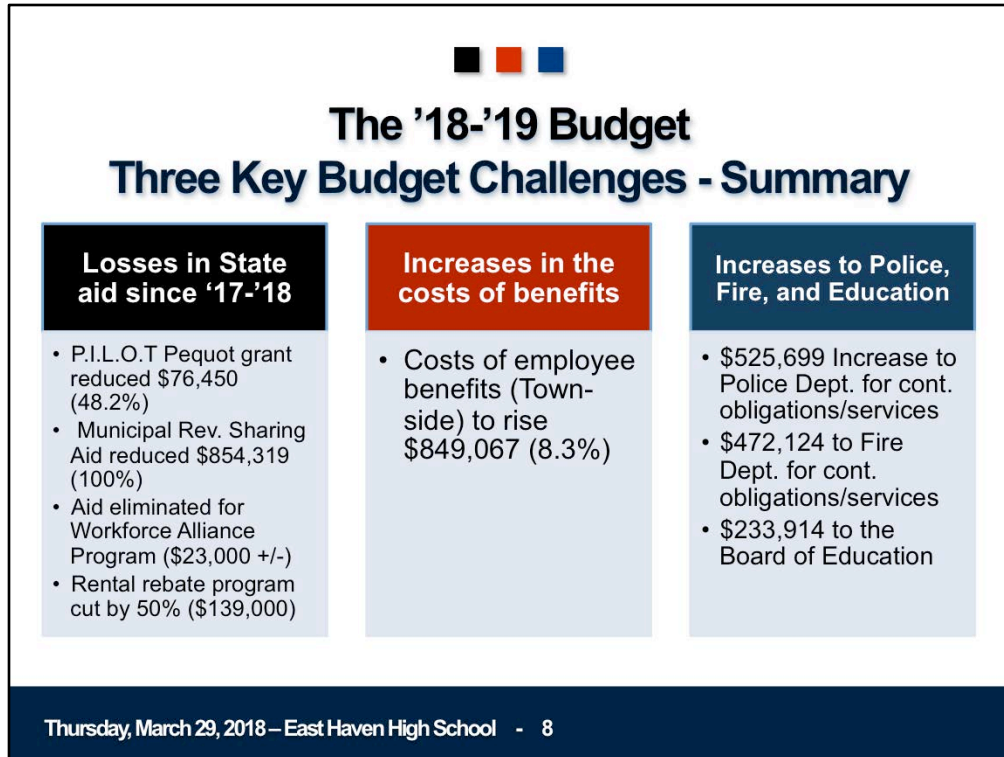 The ’18-’19 Budget
Three Key Budget Challenges - Summary
Losses in State
aid since ‘17-’18
• P.I.L.O.T Pequot grant
reduced $76,450
(48.2%)
• Municipal Rev. Sharing
Aid reduced $854,319
(100%)
• Aid eliminated for
Workforce Alliance
Program ($23,000 +/-)
• Rental rebate program
cut by 50% ($139,000)
Increases in the
costs of benefits
• Costs of employee
benefits (Town-
side) to rise
$849,067 (8.3%)
Increases to Police,
Fire, and Education
• $525,699 Increase to
Police Dept. for cont.
obligations/services
• $472,124 to Fire
Dept. for cont.
obligations/services
• $233,914 to the
Board of Education
Thursday, March 29, 2018 – East Haven High School - 8